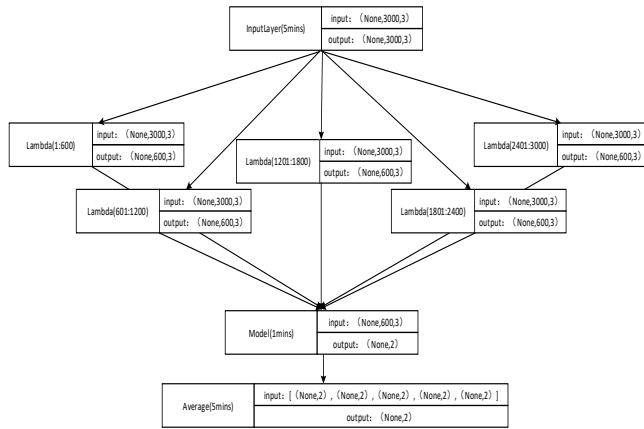 InputLayer(5mins)
input: （None,3000,3）
output: （None,3000,3）
Lambda(1:600)
input: （None,3000,3）
output: （None,600,3）
Lambda(1201:1800)
input: （None,3000,3）
output: （None,600,3）
Lambda(2401:3000)
input: （None,3000,3）
output: （None,600,3）
Lambda(601:1200)
input: （None,3000,3）
output: （None,600,3）
Lambda(1801:2400)
input: （None,3000,3）
output: （None,600,3）
Model(1mins)
input: （None,600,3）
output: （None,2）
Average(5mins)
input: [（None,2）,（None,2）,（None,2）,（None,2）,（None,2）]
output: （None,2）